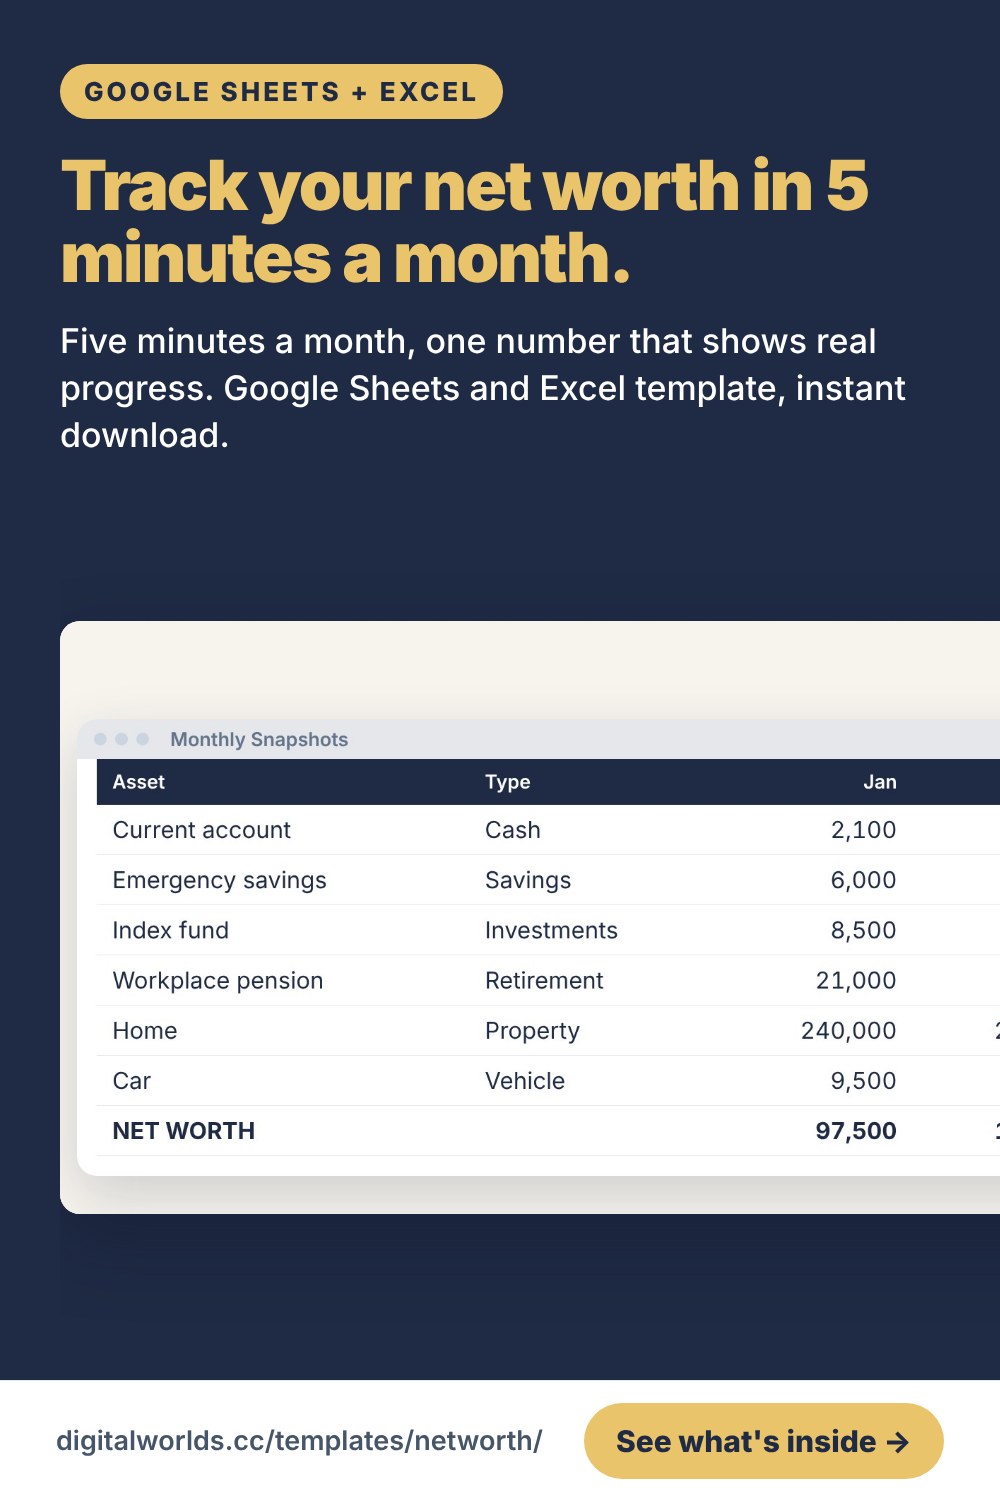 GOOGLE SHEETS + EXCEL
Track your net worth in 5
minutes a month.
Five minutes a month, one number that shows real
progress. Google Sheets and Excel template, instant
download.
Monthly Snapshots
Asset Type Jan
Current account Cash 2,100
Emergency savings Savings 6,000
Index fund Investments 8,500
Workplace pension Retirement 21,000
Home Property 240,000
Car Vehicle 9,500
NET WORTH 97,500
digitalworlds.cc/templates/networth/
See what's inside →